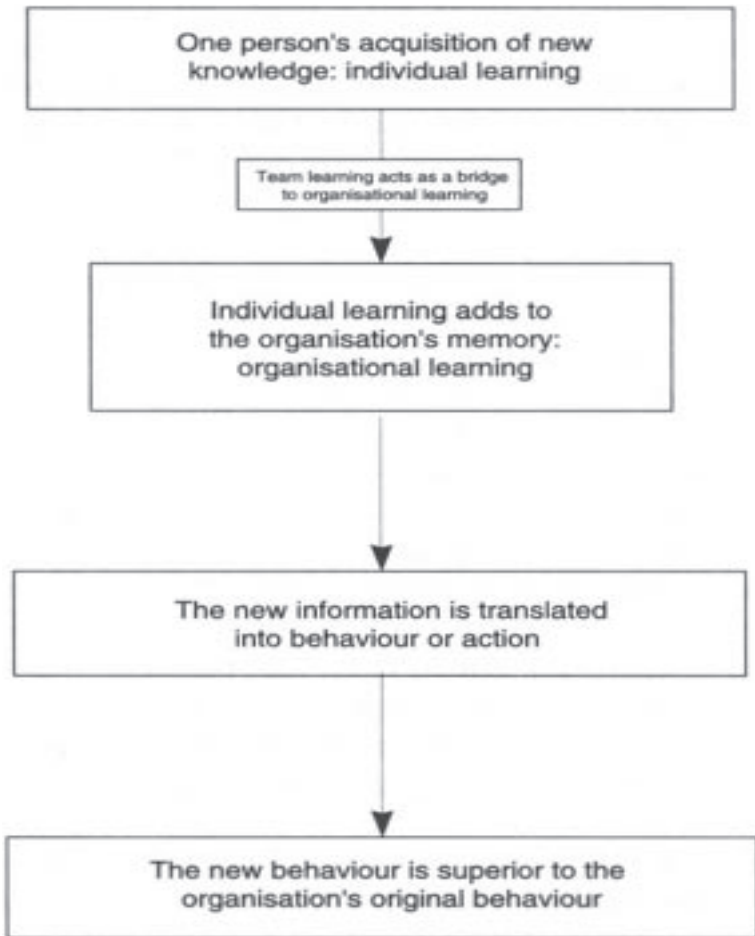 One person's acquisition of new
knowledge: individual learning
Team learning acts as a bridge
to organisational learning
Individual learning adds to
the organisation's memory:
organisational learning
The new information is translated
into behaviour or action
The new behaviour is superior to the
organisation's original behaviour